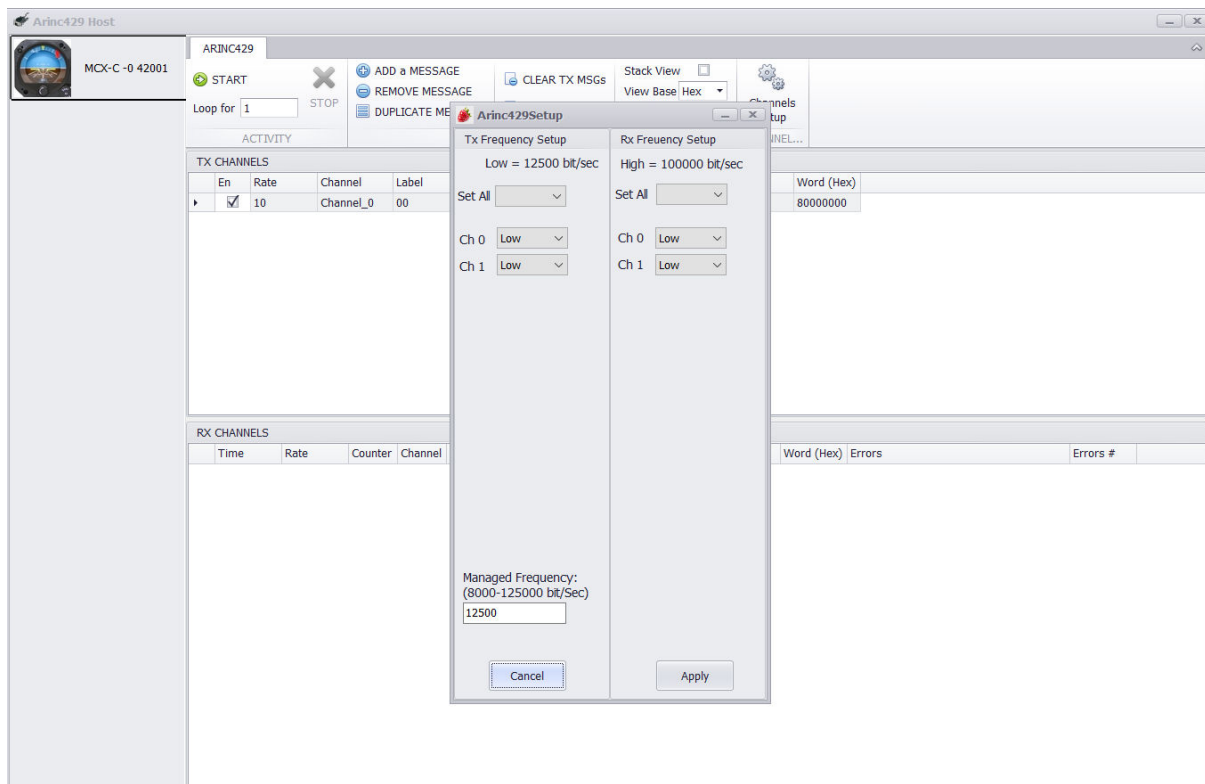 Arinc429 Host
MCX-C -0 42001
ARINC429
START
Loop for 1
STOP
ACTIVITY
ADD a MESSAGE
REMOVE MESSAGE
DUPLICATE ME
CLEAR TX MSGs
Stack View
View Base Hex
Channels
tup
NNEL...
TX CHANNELS
En Rate Channel Label Word (Hex)
10 Channel_0 00 80000000
Arinc429Setup
Tx Frequency Setup Rx Freuency Setup
Low = 12500 bit/sec High = 100000 bit/sec
Set All Set All
Ch 0 Low Ch 0 Low
Ch 1 Low Ch 1 Low
Managed Frequency:
(8000-125000 bit/Sec)
12500
Cancel Apply
RX CHANNELS
Time Rate Counter Channel Word (Hex) Errors Errors #